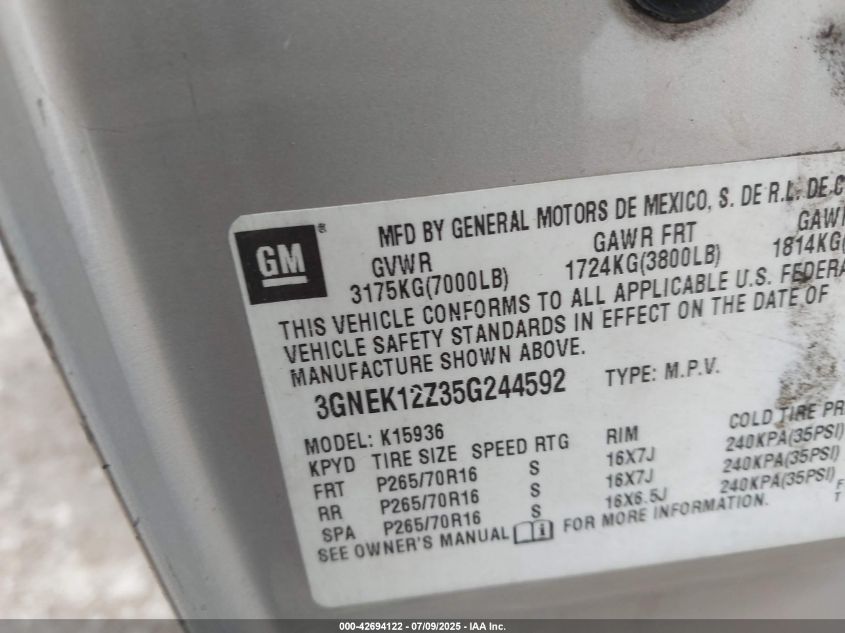 MFD BY GENERAL MOTORS DE MEXICO, S. DE R.L. DE C
GM®
GVWR GAWR FRT GAWR
3175KG(7000LB) 1724KG(3800LB) 1814KG(
THIS VEHICLE CONFORMS TO ALL APPLICABLE U.S. FEDERA
VEHICLE SAFETY STANDARDS IN EFFECT ON THE DATE OF
MANUFACTURE SHOWN ABOVE.
3GNEK12Z35G244592 TYPE: M.P.V.
MODEL: K15936
KPYD TIRE SIZE SPEED RTG RIM COLD TIRE PR
FRT P265/70R16 S 16X7J 240KPA(35PSI)
RR P265/70R16 S 16X7J 240KPA(35PSI)
SPA P265/70R16 S 16X6.5J 240KPA(35PSI)
SEE OWNER'S MANUAL i FOR MORE INFORMATION.
F
T
000-42694122 - 07/09/2025 - IAA Inc.